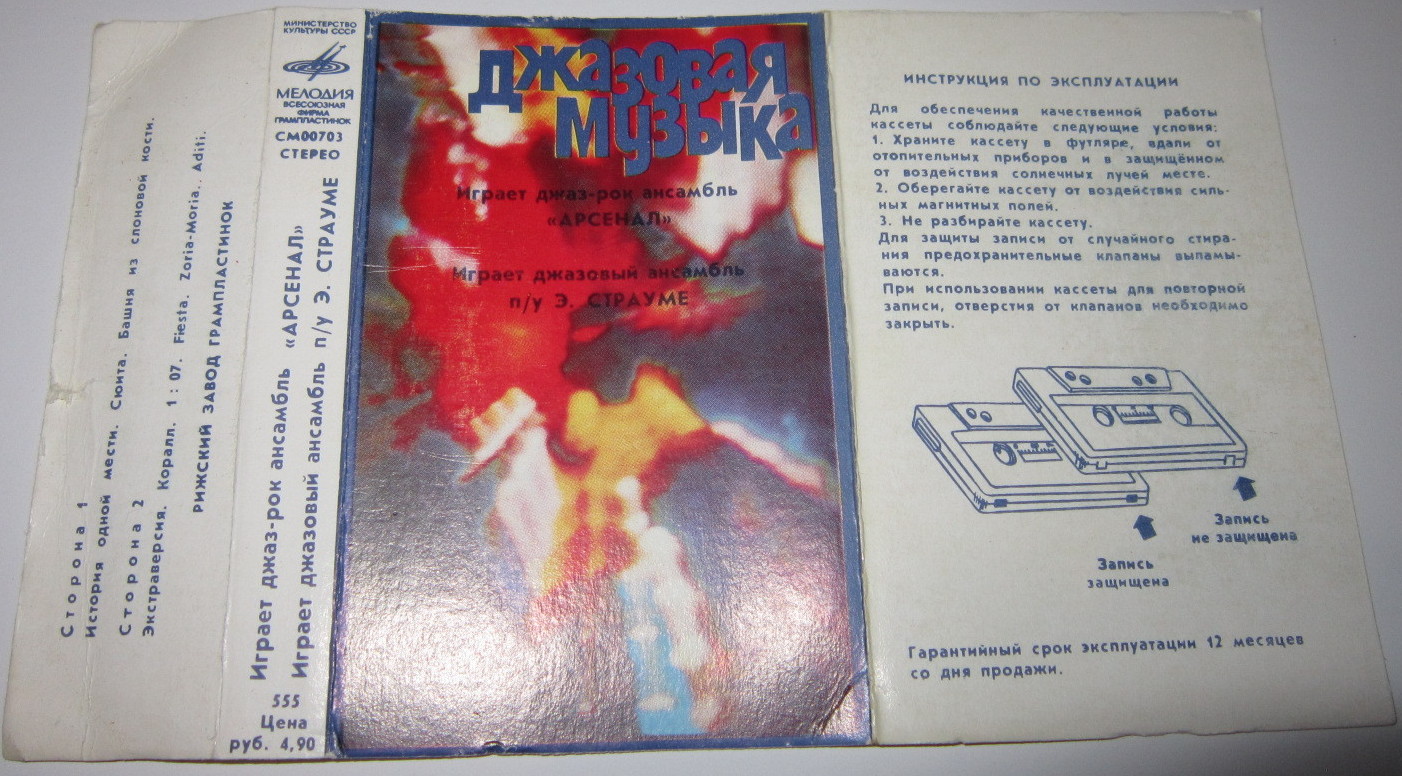 Сторона 1
История одной мести. Сюита. Башня из слоновой кости.
Сторона 2
Экстраверсия. Коралл. 1 : 07. Fiesta. Zoria-Moria.. Aditi.
РИЖСКИЙ ЗАВОД ГРАМПЛАСТИНОК
МИНИСТЕРСТВО
КУЛЬТУРЫ СССР
МЕЛОДИЯ
ВСЕСОЮЗНАЯ
ФИРМА
ГРАМПЛАСТИНОК
СМ00703
СТЕРЕО
Играет джаз-рок ансамбль «АРСЕНАЛ»
Играет джазовый ансамбль п/у Э. СТРАУМЕ
555
Цена
руб. 4,90
Джазовая
музыка
Играет джаз-рок ансамбль
«АРСЕНАЛ»
Играет джазовый ансамбль
п/у Э. СТРАУМЕ
ИНСТРУКЦИЯ ПО ЭКСПЛУАТАЦИИ
Для обеспечения качественной работы
кассеты соблюдайте следующие условия:
1. Храните кассету в футляре, вдали от
отопительных приборов и в защищённом
от воздействия солнечных лучей месте.
2. Оберегайте кассету от воздействия силь-
ных магнитных полей.
3. Не разбирайте кассету.
Для защиты записи от случайного стира-
ния предохранительные клапаны выламы-
ваются.
При использовании кассеты для повторной
записи, отверстия от клапанов необходимо
закрыть.
Запись
не защищена
Запись
защищена
Гарантийный срок эксплуатации 12 месяцев
со дня продажи.